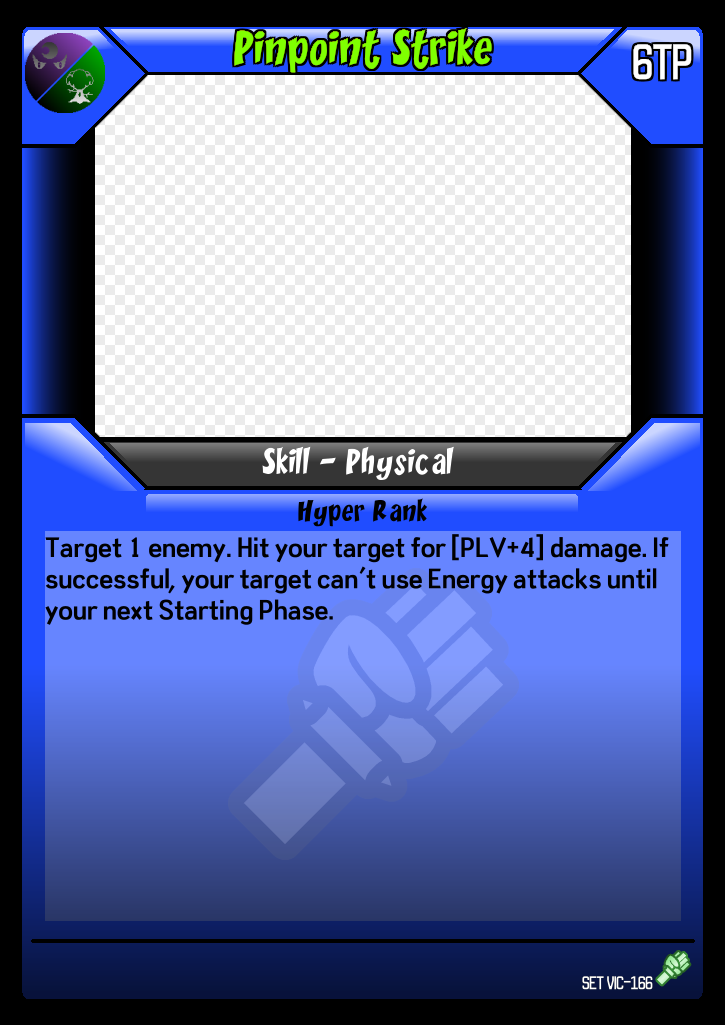 Pinpoint Strike
6TP
Skill - Physical
Hyper Rank
Target 1 enemy. Hit your target for [PLV+4] damage. If
successful, your target can't use Energy attacks until
your next Starting Phase.
SET VIC-166